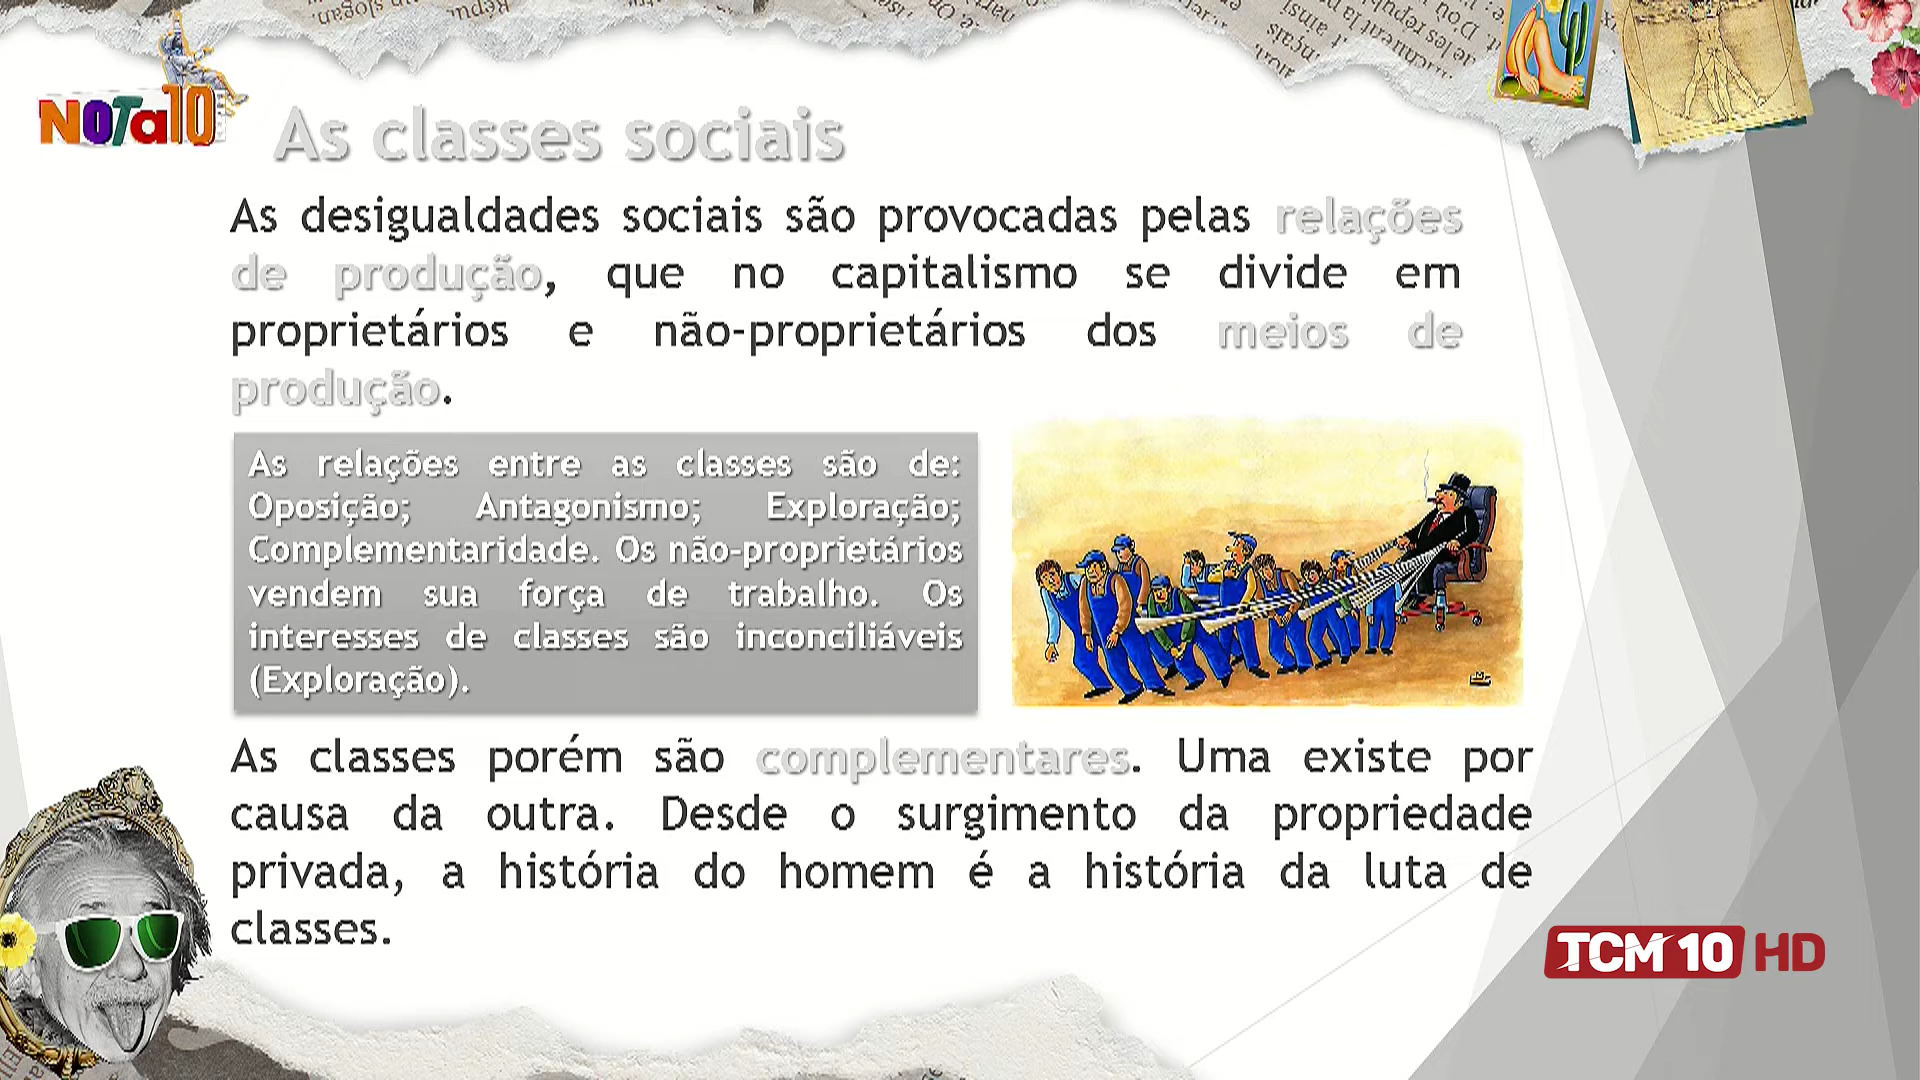 NOTa10
As classes sociais
As desigualdades sociais são provocadas pelas relações
de produção, que no capitalismo se divide em
proprietários e não-proprietários dos meios de
produção.
As relações entre as classes são de:
Oposição; Antagonismo; Exploração;
Complementaridade. Os não-proprietários
vendem sua força de trabalho. Os
interesses de classes são inconciliáveis
(Exploração).
As classes porém são complementares. Uma existe por
causa da outra. Desde o surgimento da propriedade
privada, a história do homem é a história da luta de
classes.
TCM 10 HD